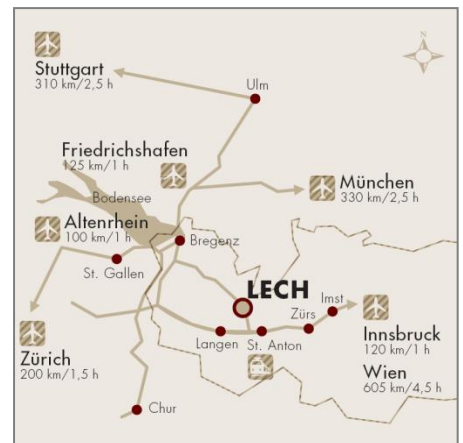 Stuttgart
310 km/2,5 h
Ulm
Friedrichshafen
125 km/1 h
Bodensee
München
330 km/2,5 h
Altenrhein
100 km/1 h
Bregenz
St. Gallen
LECH
Imst
Zürs
Langen
St. Anton
Innsbruck
120 km/1 h
Zürich
200 km/1,5 h
Wien
605 km/4,5 h
Chur